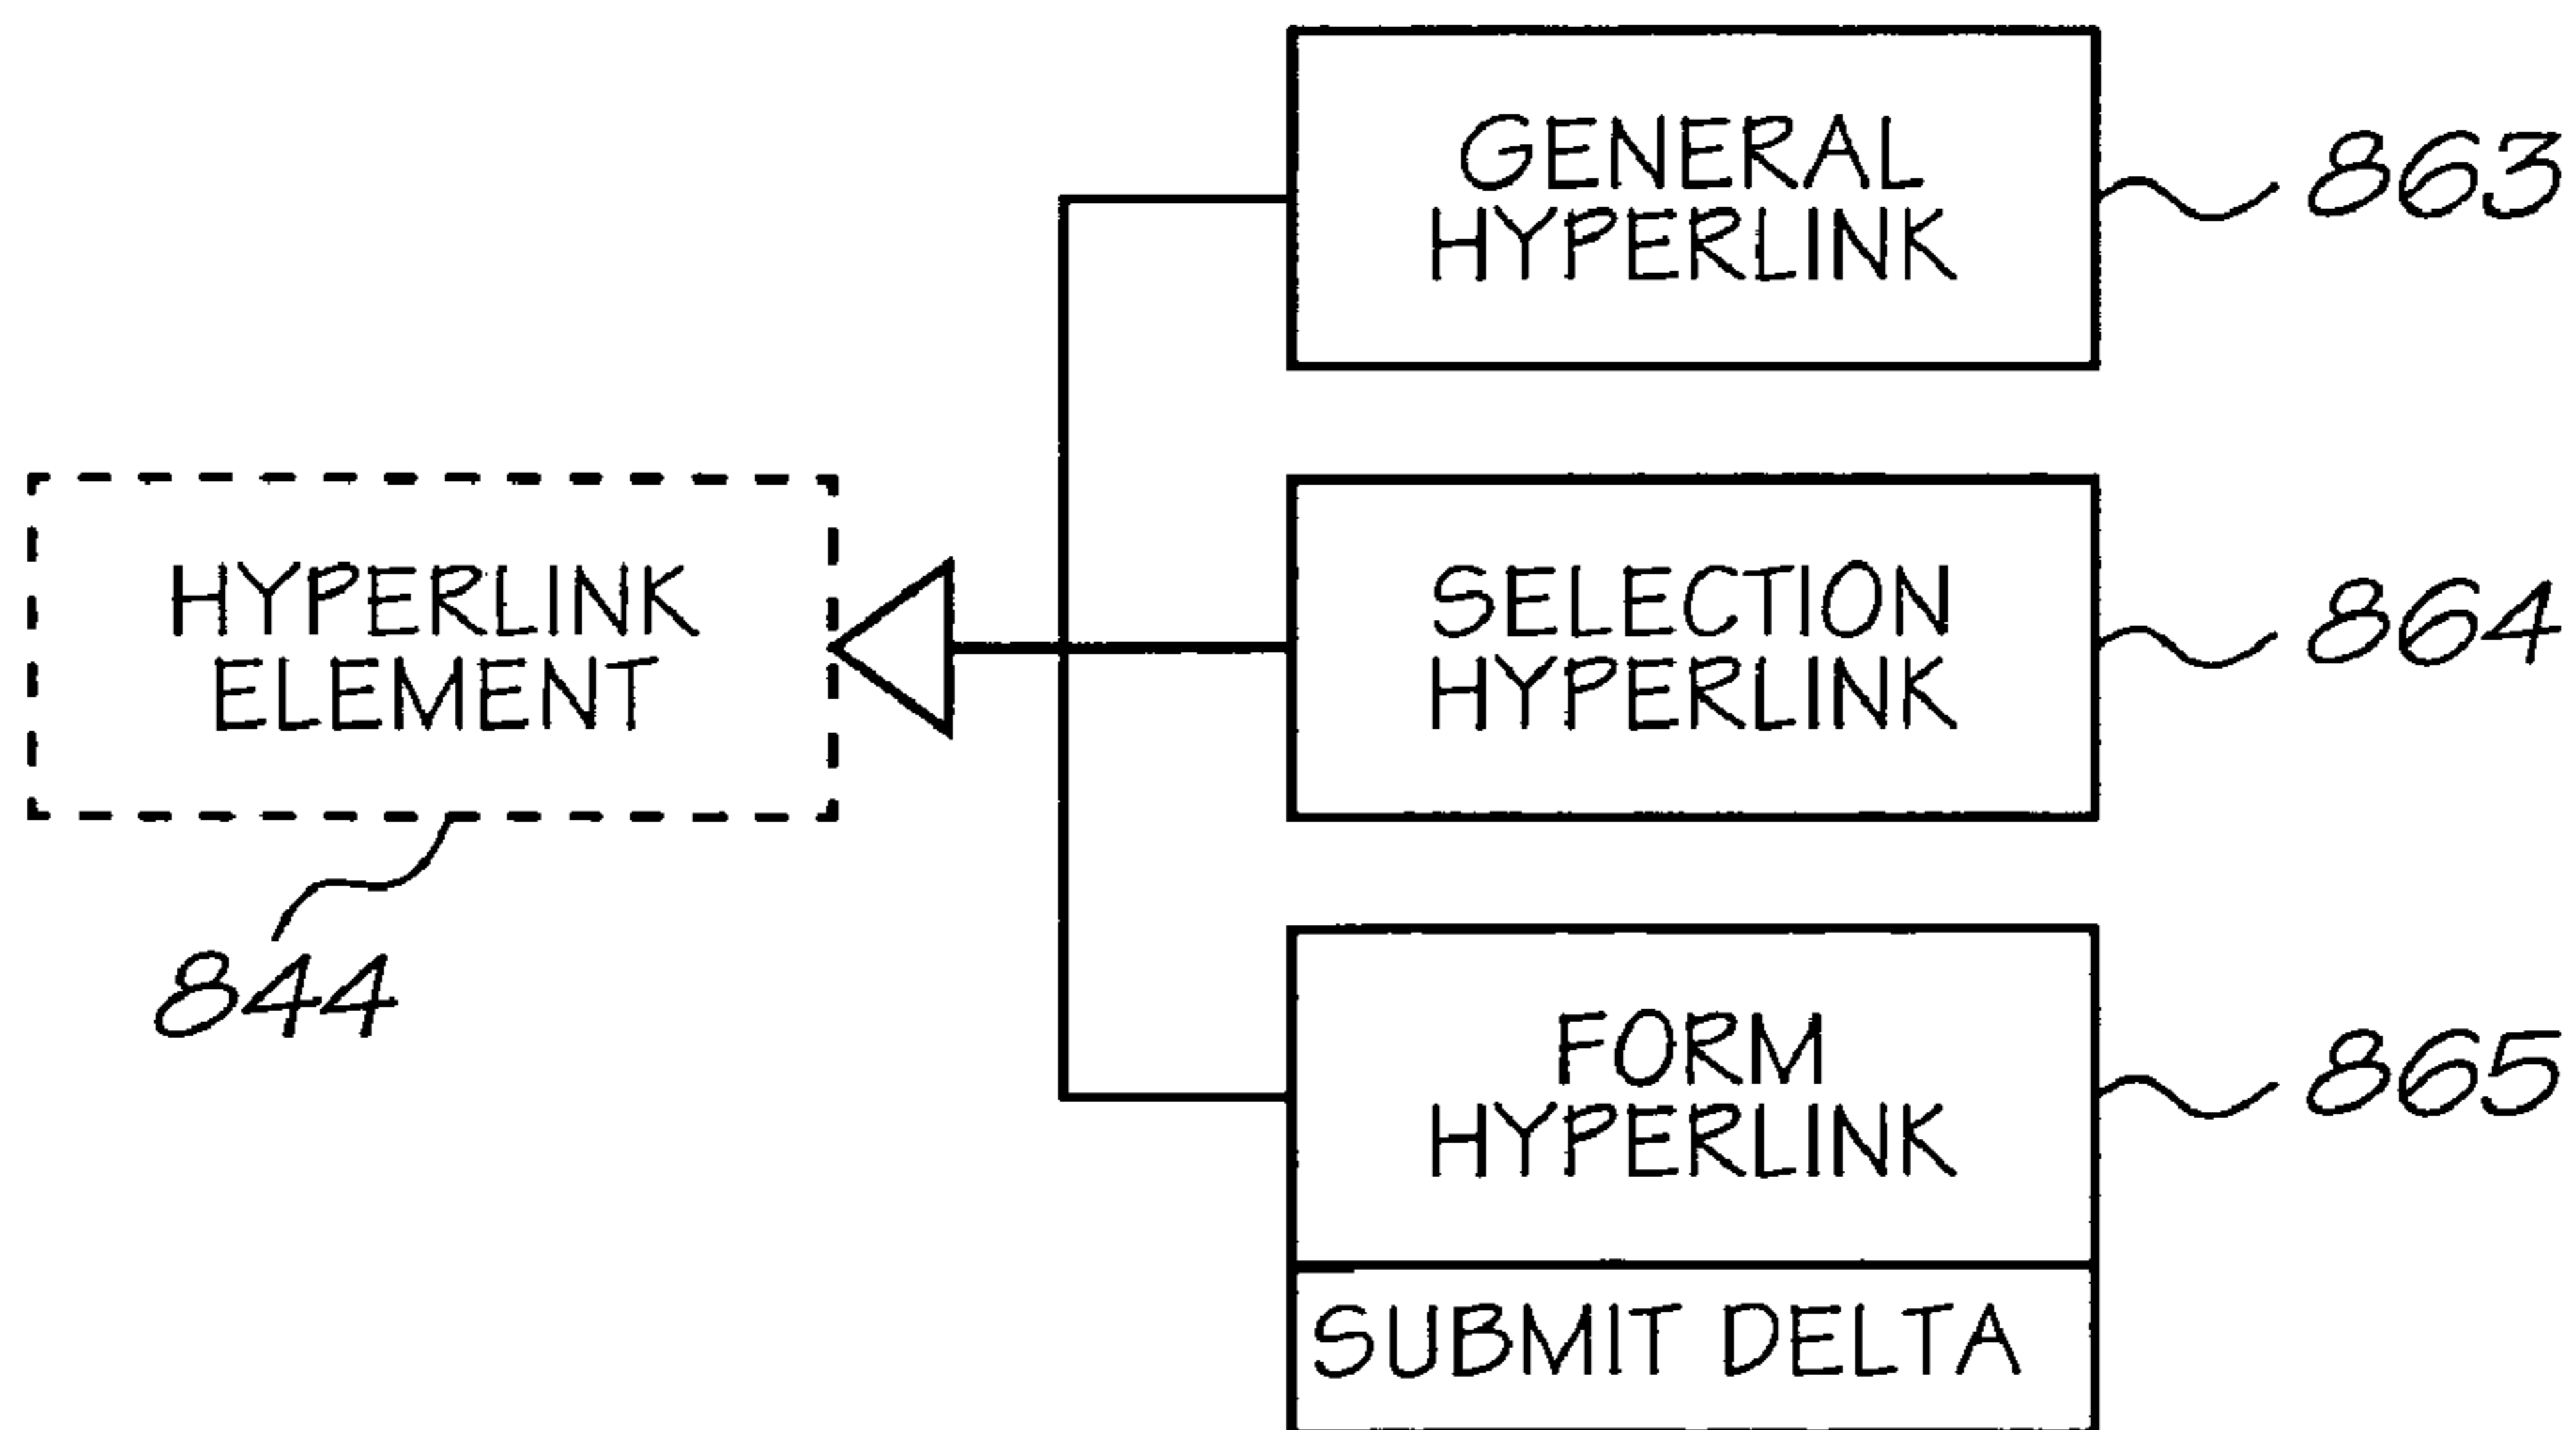 GENERAL
HYPERLINK
863
HYPERLINK
ELEMENT
844
SELECTION
HYPERLINK
864
FORM
HYPERLINK
865
SUBMIT DELTA